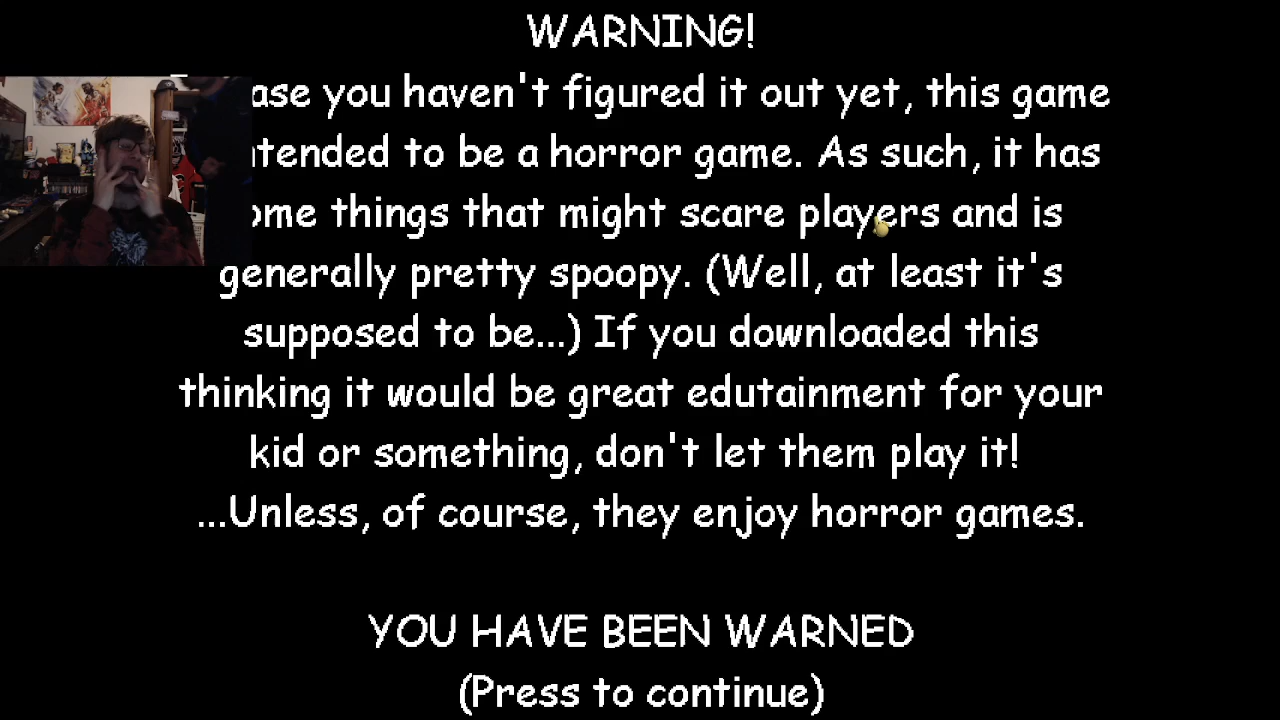 WARNING!
you haven't figured it out yet, this game
to be a horror game. As such, it has
things that might scare players and is
generally pretty spoopy. (Well, at least it's
supposed to be...) If you downloaded this
thinking it would be great edutainment for your
kid or something, don't let them play it!
...Unless, of course, they enjoy horror games.
YOU HAVE BEEN WARNED
(Press to continue)